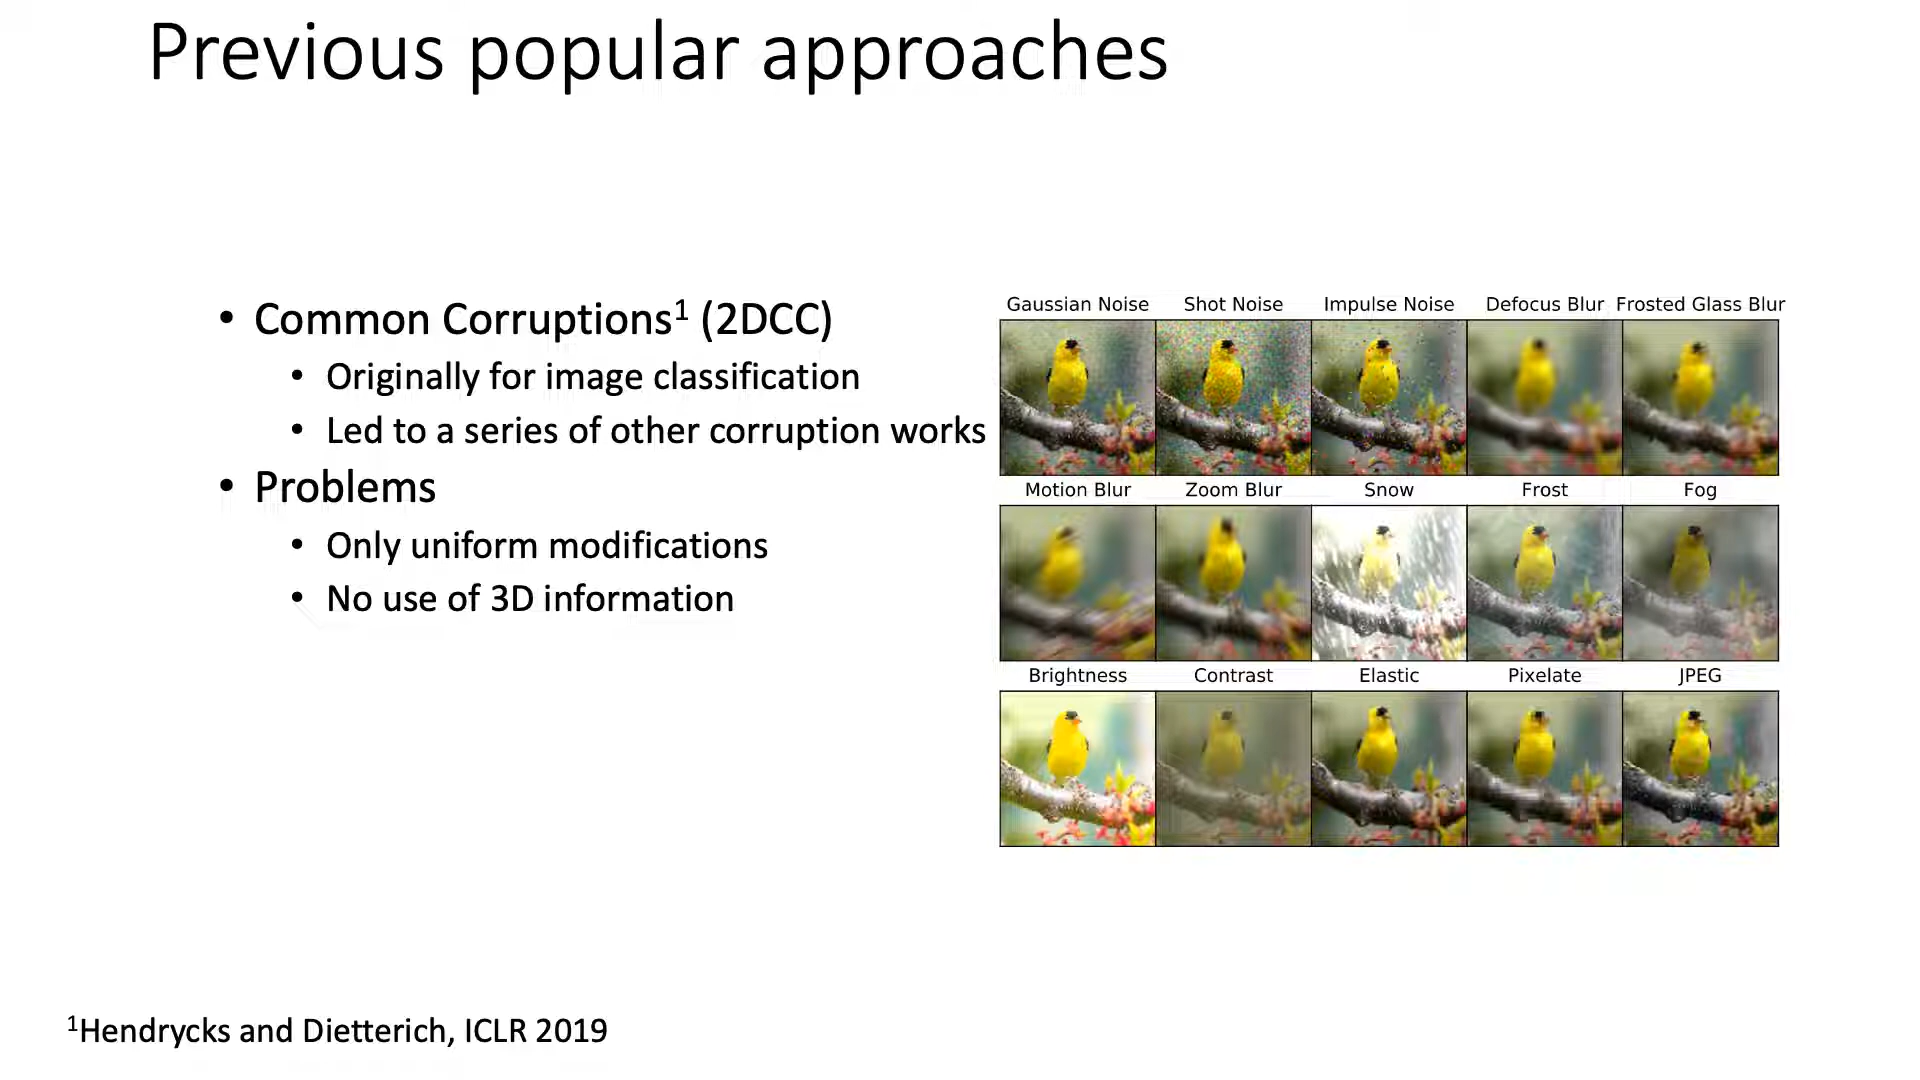 Previous popular approaches
• Common Corruptions¹ (2DCC)
• Originally for image classification
• Led to a series of other corruption works
• Problems
• Only uniform modifications
• No use of 3D information
Gaussian Noise Shot Noise Impulse Noise Defocus Blur Frosted Glass Blur
Motion Blur Zoom Blur Snow Frost Fog
Brightness Contrast Elastic Pixelate JPEG
¹Hendrycks and Dietterich, ICLR 2019